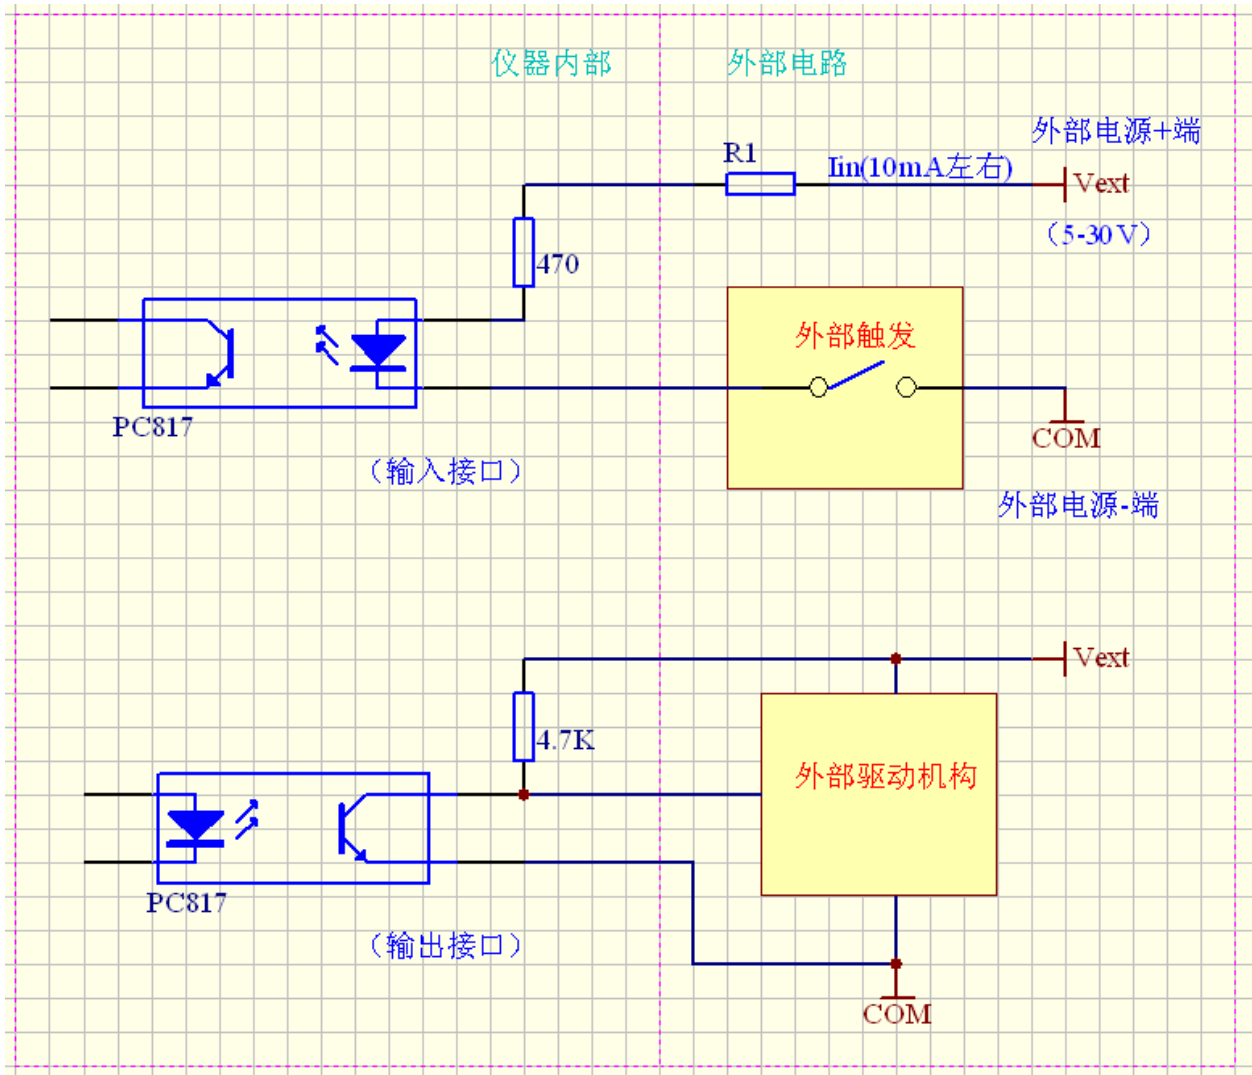 仪器内部
外部电路
外部电源+端
R1
Iin(10mA左右)
Vext
（5-30V）
470
外部触发
PC817
COM
（输入接口）
外部电源-端
Vext
4.7K
外部驱动机构
PC817
（输出接口）
COM